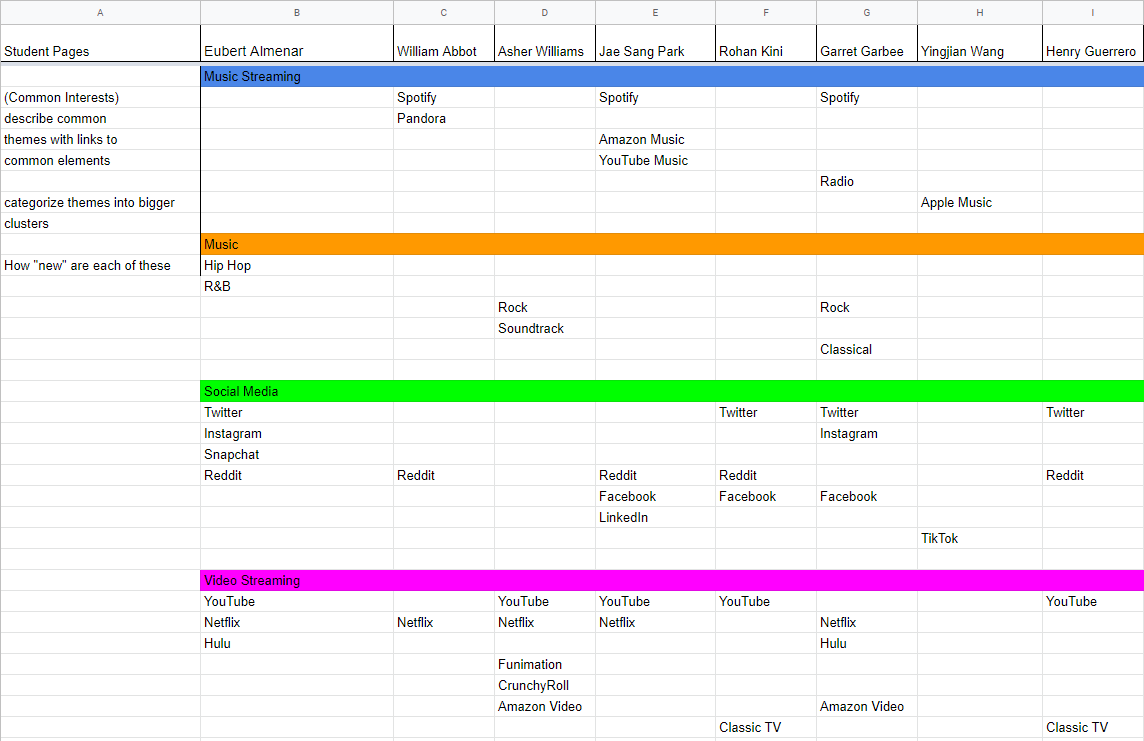 A B C D E F G H I
Student Pages Eubert Almenar William Abbot Asher Williams Jae Sang Park Rohan Kini Garret Garbee Yingjian Wang Henry Guerrero
Music Streaming
(Common Interests) Spotify Spotify Spotify
describe common Pandora
themes with links to Amazon Music
common elements YouTube Music
Radio
categorize themes into bigger Apple Music
clusters
Music
How "new" are each of these Hip Hop
R&B
Rock Rock
Soundtrack
Classical
Social Media
Twitter Twitter Twitter Twitter
Instagram Instagram
Snapchat
Reddit Reddit Reddit Reddit Reddit
Facebook Facebook Facebook
LinkedIn
TikTok
Video Streaming
YouTube YouTube YouTube YouTube YouTube
Netflix Netflix Netflix Netflix Netflix
Hulu Hulu
Funimation
CrunchyRoll
Amazon Video Amazon Video
Classic TV Classic TV